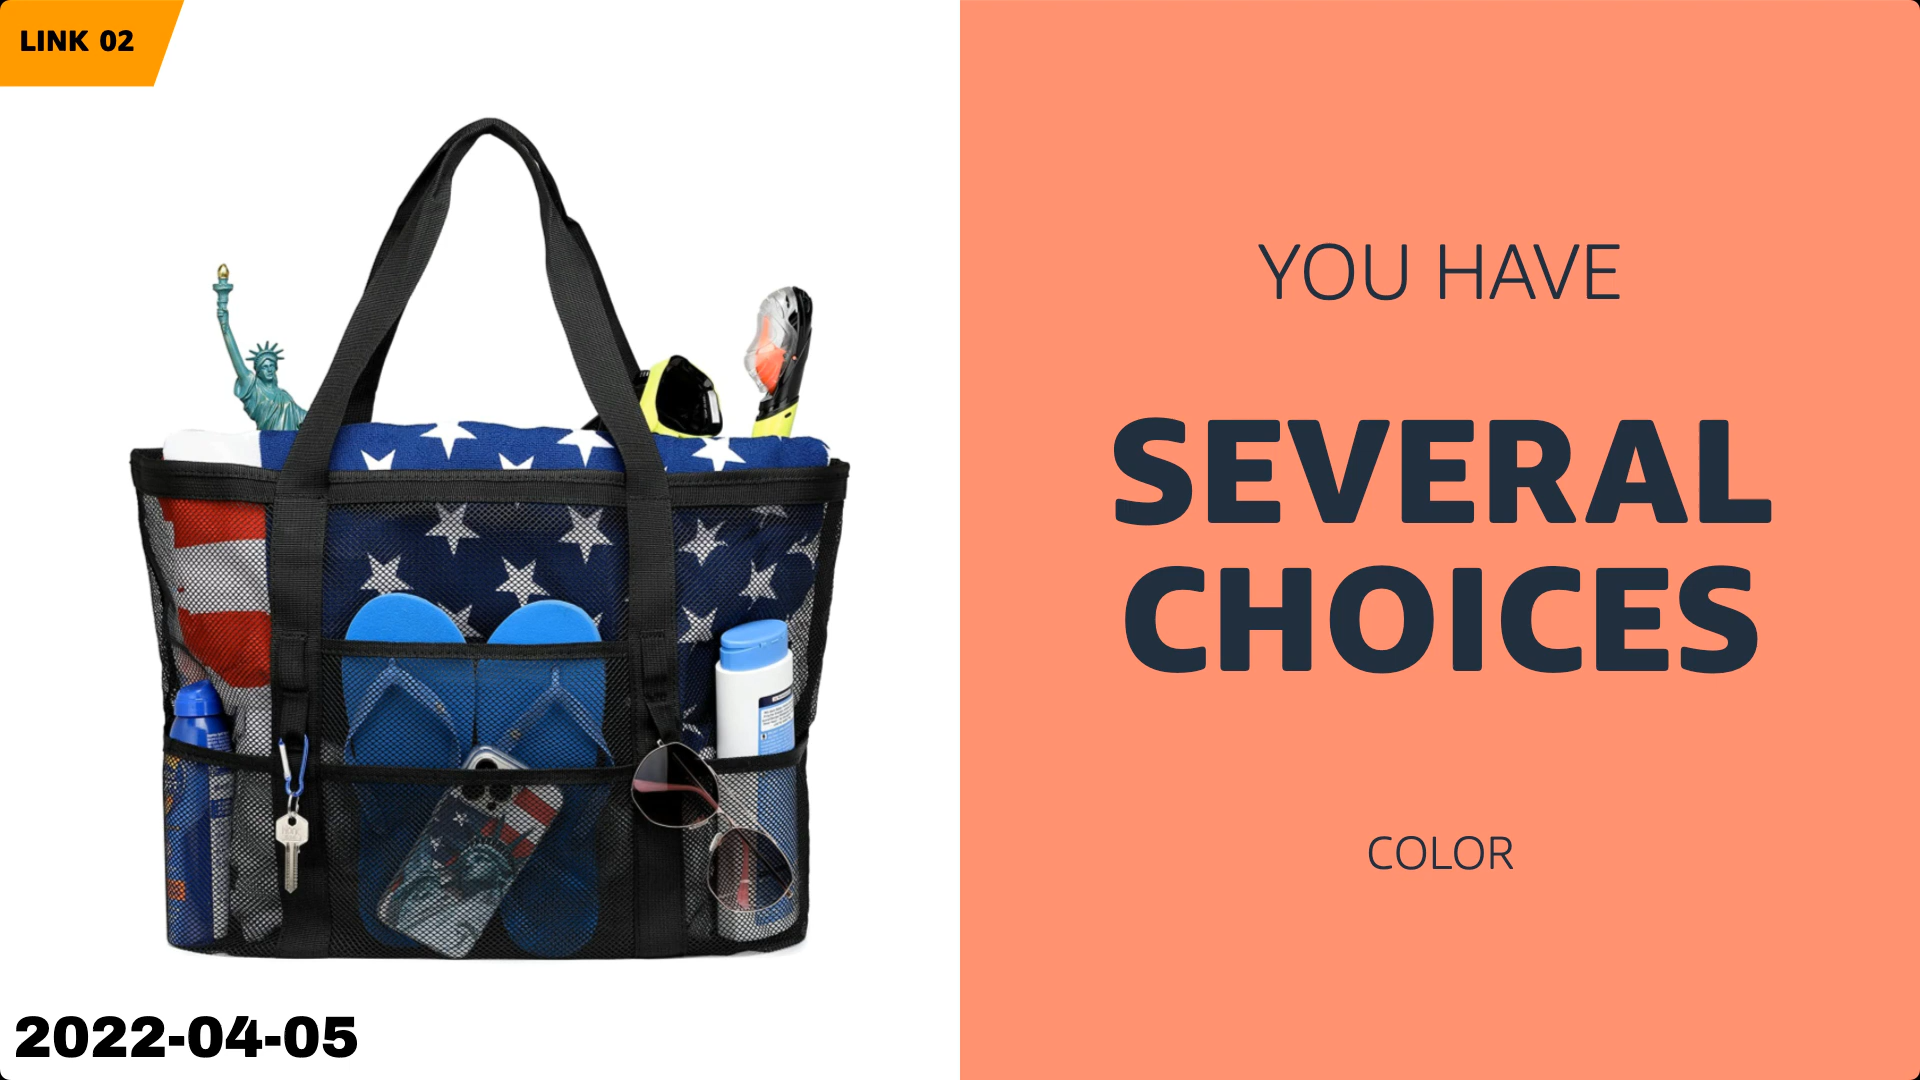 LINK 02
YOU HAVE
SEVERAL
CHOICES
COLOR
2022-04-05